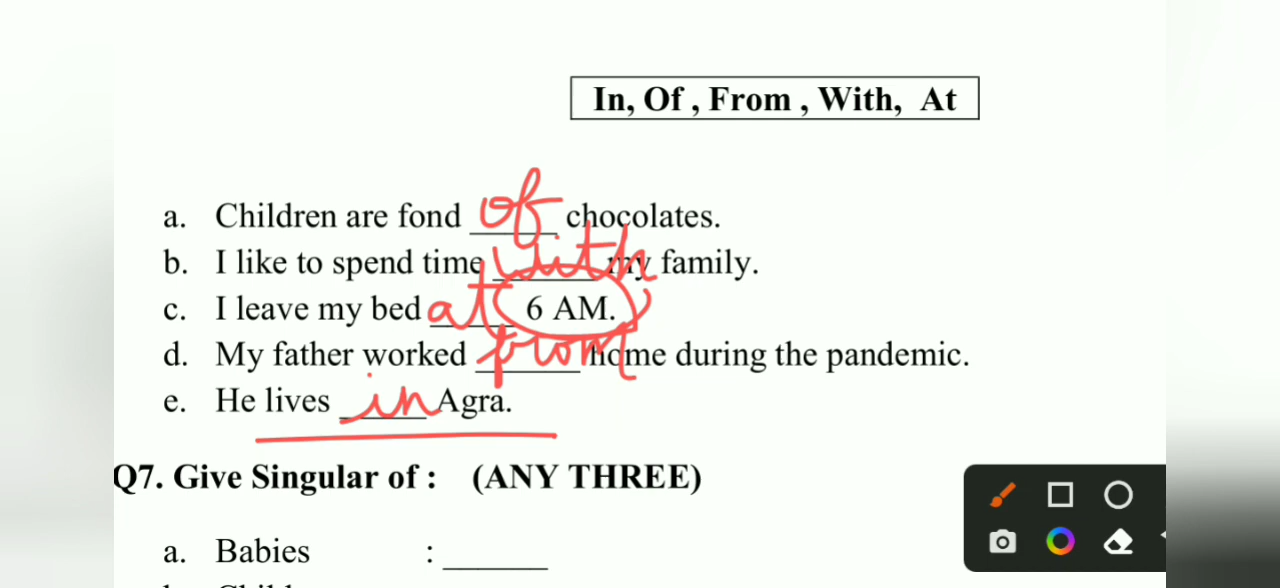 In, Of , From , With, At
a. Children are fond of chocolates.
b. I like to spend time with my family.
c. I leave my bed at 6 AM.
d. My father worked from home during the pandemic.
e. He lives in Agra.
Q7. Give Singular of : (ANY THREE)
a. Babies : ______